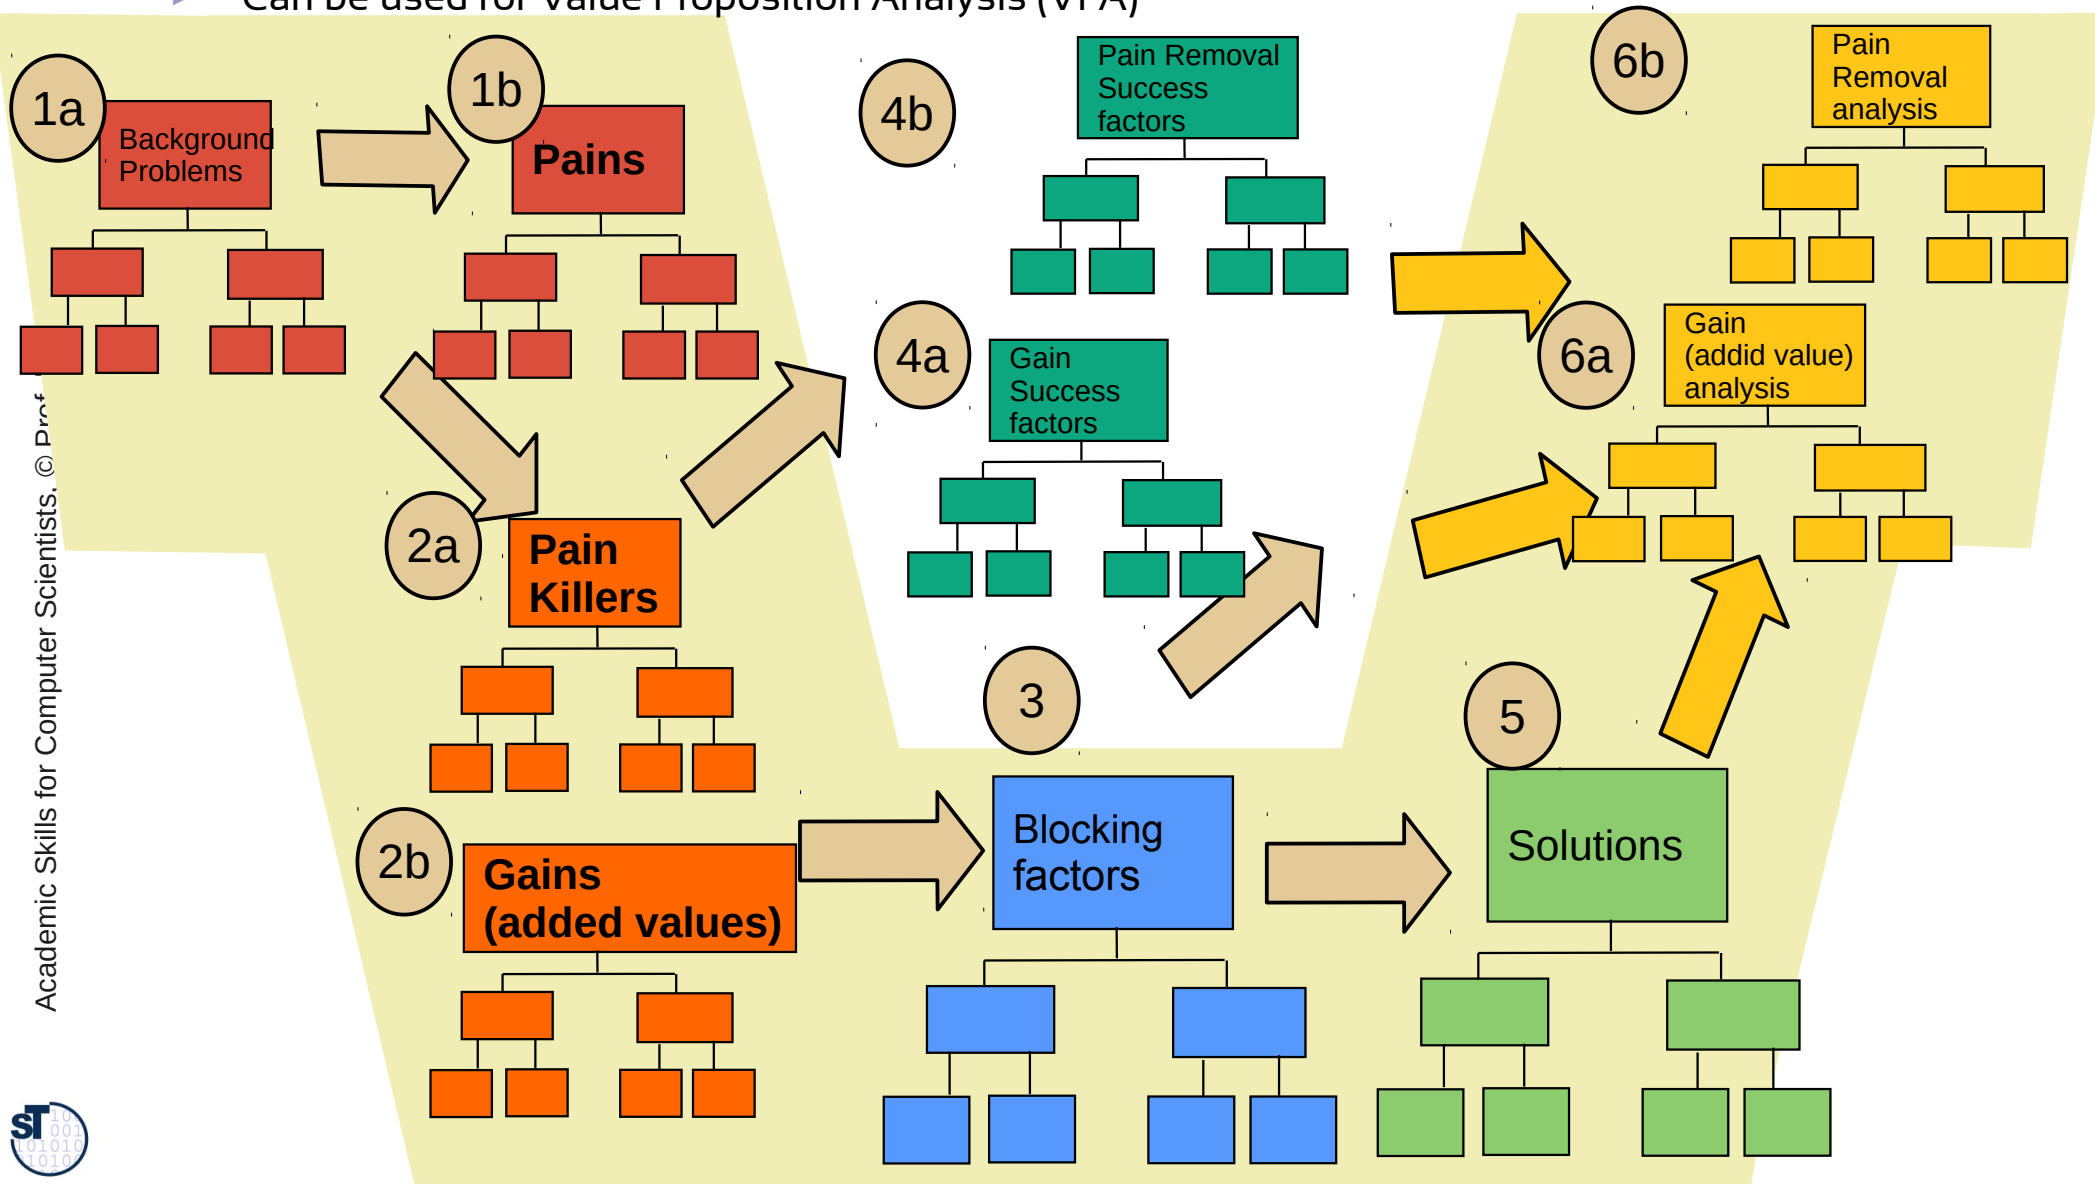 Can be used for Value Proposition Analysis (VPA)
1a
Background
Problems
1b
Pains
4b
Pain Removal
Success
factors
6b
Pain
Removal
analysis
4a
Gain
Success
factors
6a
Gain
(addid value)
analysis
2a
Pain
Killers
3
5
2b
Gains
(added values)
Blocking
factors
Solutions
Academic Skills for Computer Scientists, © Prof
ST